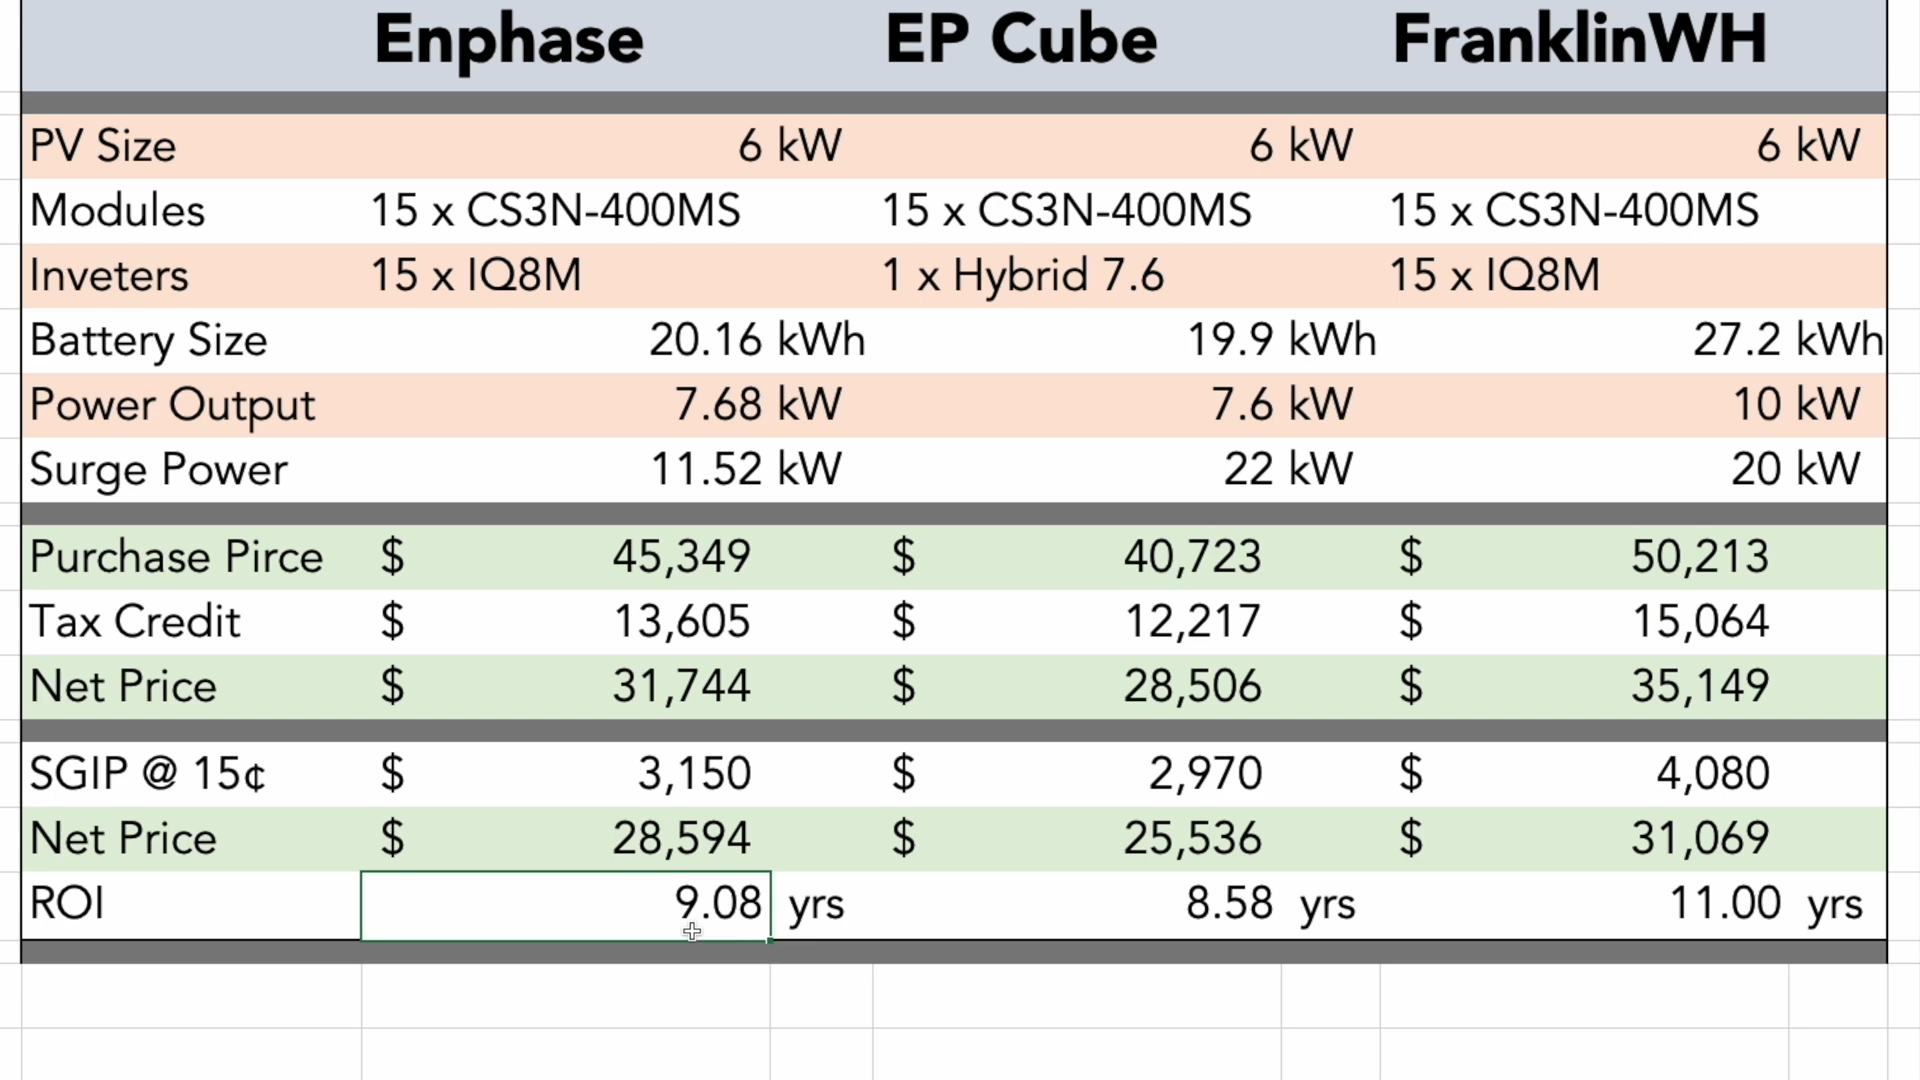 Enphase EP Cube FranklinWH
PV Size 6 kW 6 kW 6 kW
Modules 15 x CS3N-400MS 15 x CS3N-400MS 15 x CS3N-400MS
Inveters 15 x IQ8M 1 x Hybrid 7.6 15 x IQ8M
Battery Size 20.16 kWh 19.9 kWh 27.2 kWh
Power Output 7.68 kW 7.6 kW 10 kW
Surge Power 11.52 kW 22 kW 20 kW
Purchase Pirce $ 45,349 $ 40,723 $ 50,213
Tax Credit $ 13,605 $ 12,217 $ 15,064
Net Price $ 31,744 $ 28,506 $ 35,149
SGIP @ 15¢ $ 3,150 $ 2,970 $ 4,080
Net Price $ 28,594 $ 25,536 $ 31,069
ROI 9.08 yrs 8.58 yrs 11.00 yrs